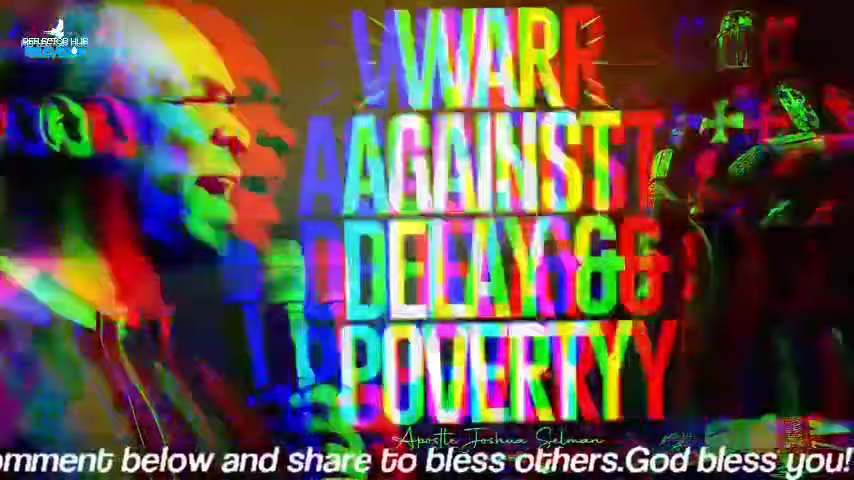 REFLECTOR HUB
TELEVISION
WAR
AGAINST
DELAY &
POVERTY
Apostle Joshua Selman
omment below and share to bless others.God bless you!